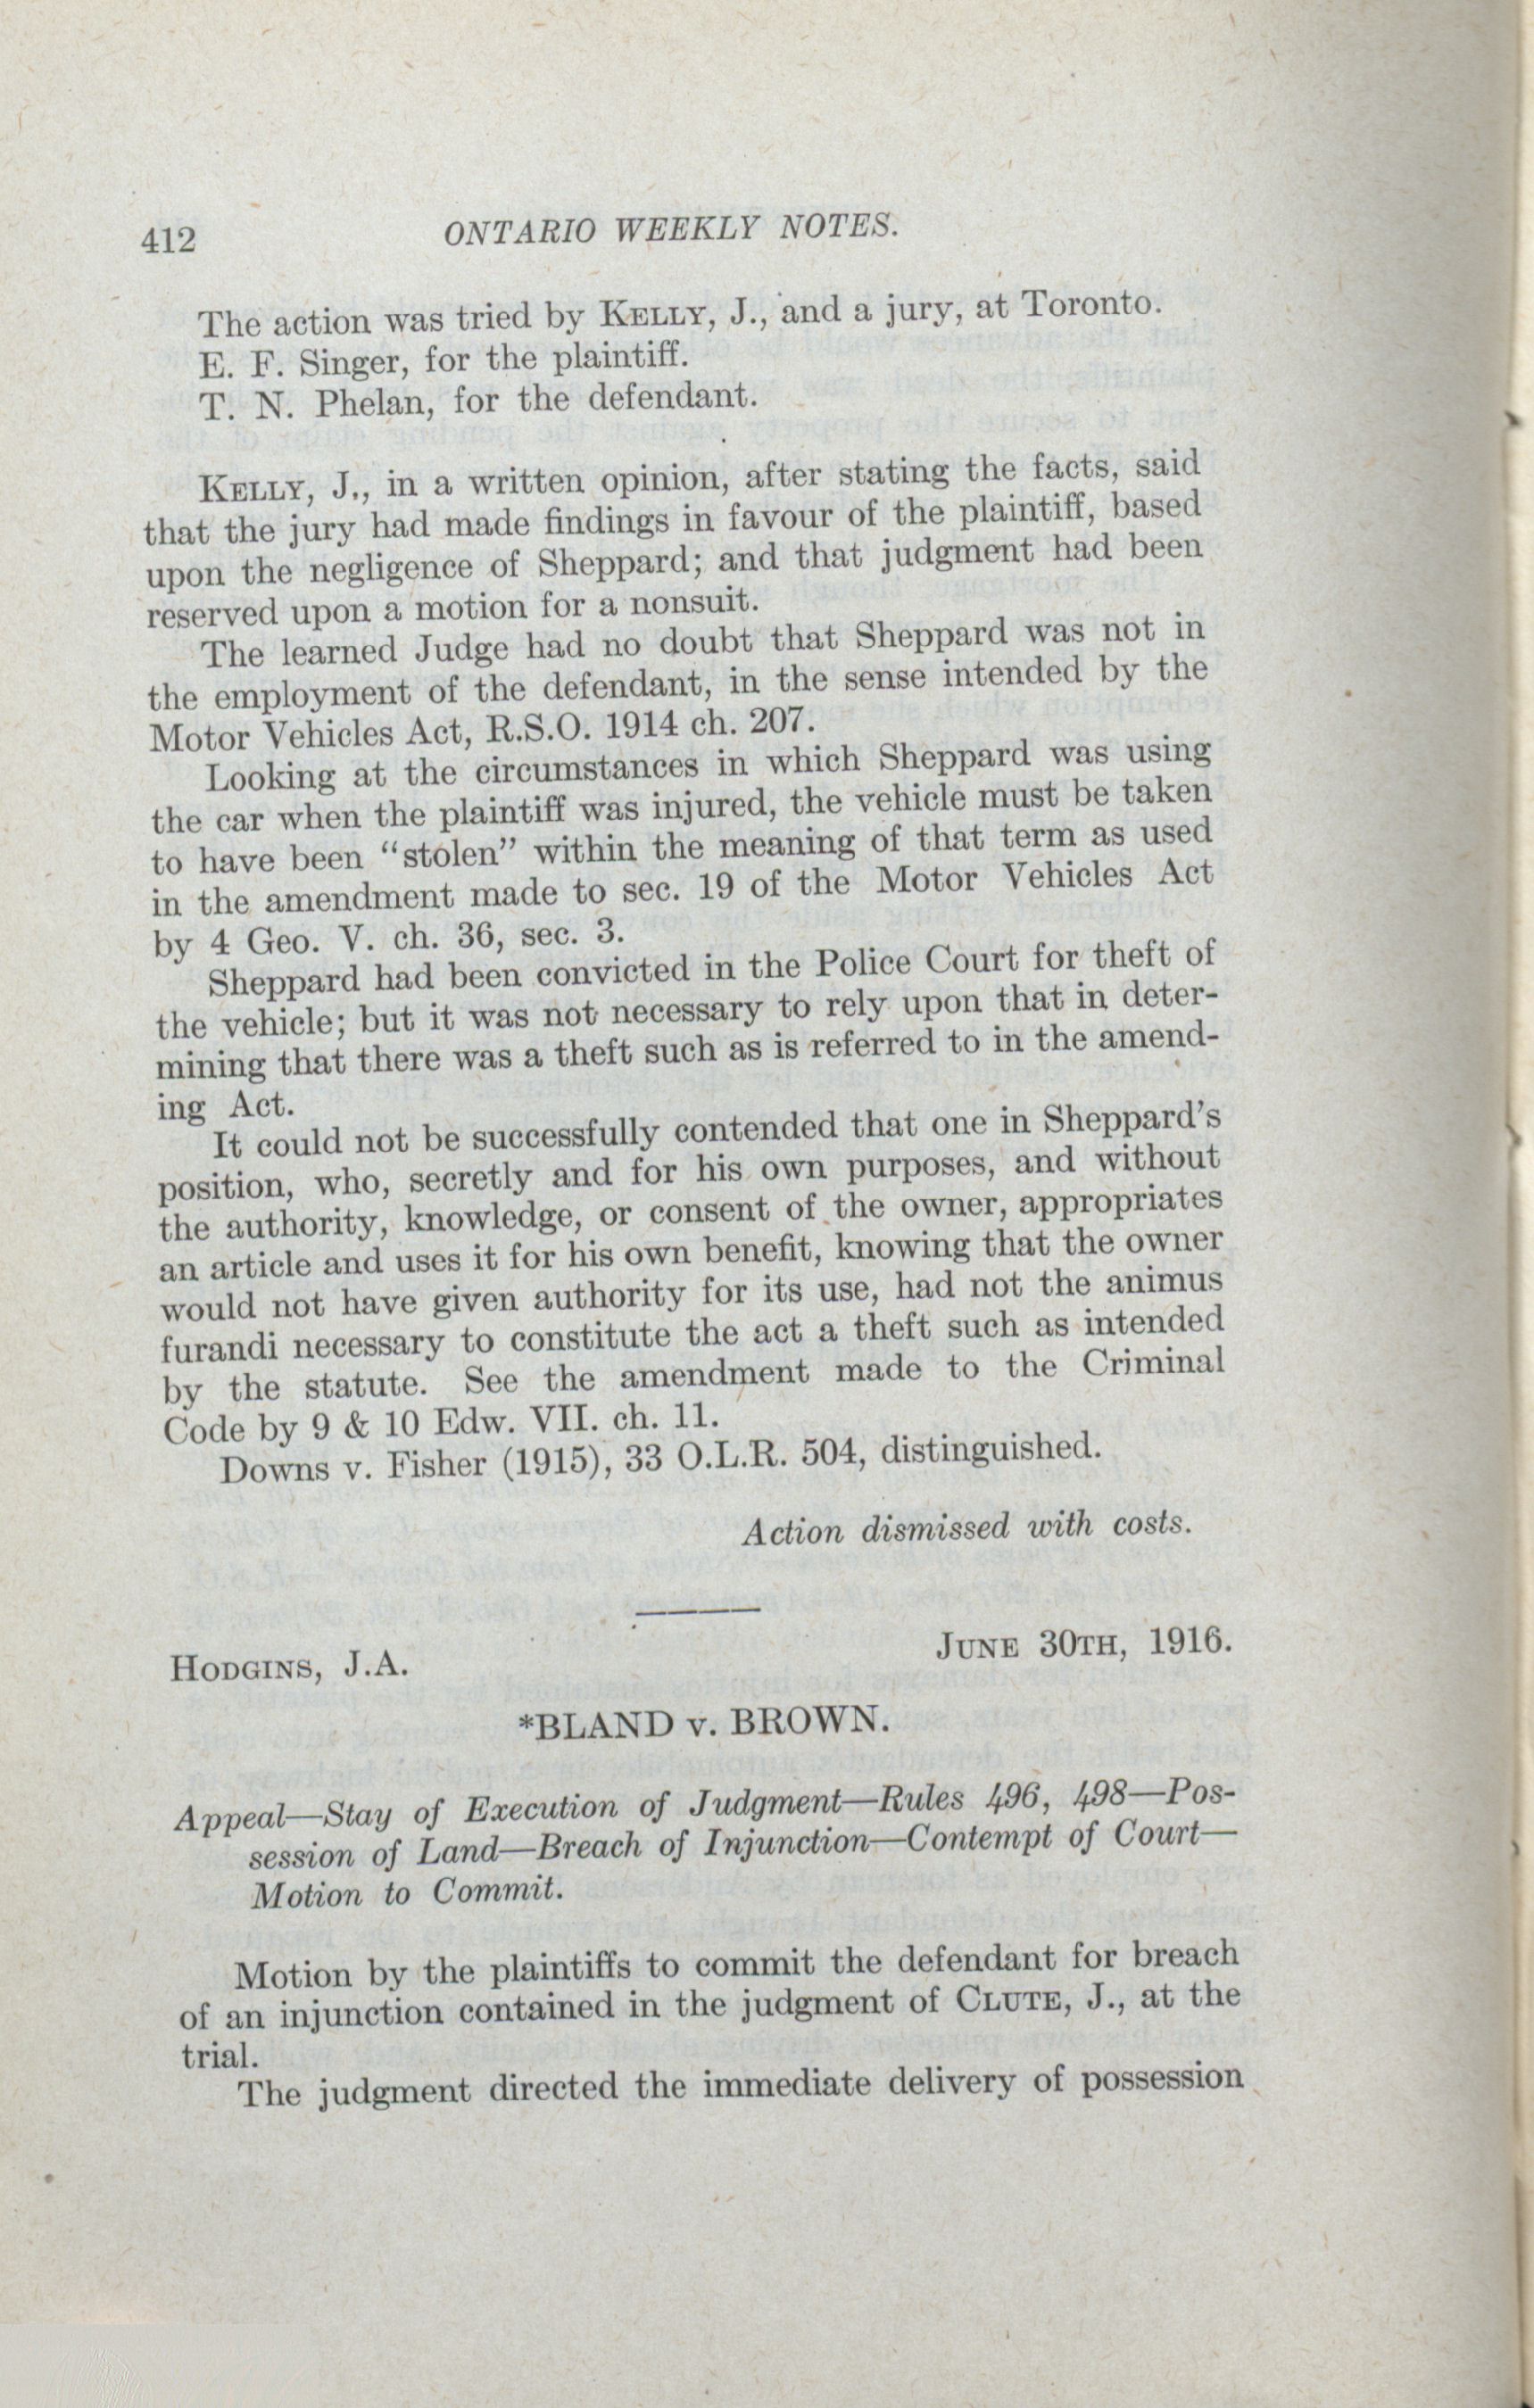 412 ONTARIO WEEKLY NOTES.
The action was tried by KELLY, J., and a jury, at Toronto.
E. F. Singer, for the plaintiff.
T. N. Phelan, for the defendant.
KELLY, J., in a written opinion, after stating the facts, said
that the jury had made findings in favour of the plaintiff, based
upon the negligence of Sheppard; and that judgment had been
reserved upon a motion for a nonsuit.
The learned Judge had no doubt that Sheppard was not in
the employment of the defendant, in the sense intended by the
Motor Vehicles Act, R.S.O. 1914 ch. 207.
Looking at the circumstances in which Sheppard was using
the car when the plaintiff was injured, the vehicle must be taken
to have been “stolen” within the meaning of that term as used
in the amendment made to sec. 19 of the Motor Vehicles Act
by 4 Geo. V. ch. 36, sec. 3.
Sheppard had been convicted in the Police Court for theft of
the vehicle; but it was not necessary to rely upon that in deter-
mining that there was a theft such as is referred to in the amend-
ing Act.
It could not be successfully contended that one in Sheppard’s
position, who, secretly and for his own purposes, and without
the authority, knowledge, or consent of the owner, appropriates
an article and uses it for his own benefit, knowing that the owner
would not have given authority for its use, had not the animus
furandi necessary to constitute the act a theft such as intended
by the statute. See the amendment made to the Criminal
Code by 9 & 10 Edw. VII. ch. 11.
Downs v. Fisher (1915), 33 O.L.R. 504, distinguished.
Action dismissed with costs.
HODGINS, J.A. JUNE 30TH, 1916.
*BLAND v. BROWN.
Appeal—Stay of Execution of Judgment—Rules 496, 498—Pos-
session of Land—Breach of Injunction—Contempt of Court—
Motion to Commit.
Motion by the plaintiffs to commit the defendant for breach
of an injunction contained in the judgment of CLUTE, J., at the
trial.
The judgment directed the immediate delivery of possession